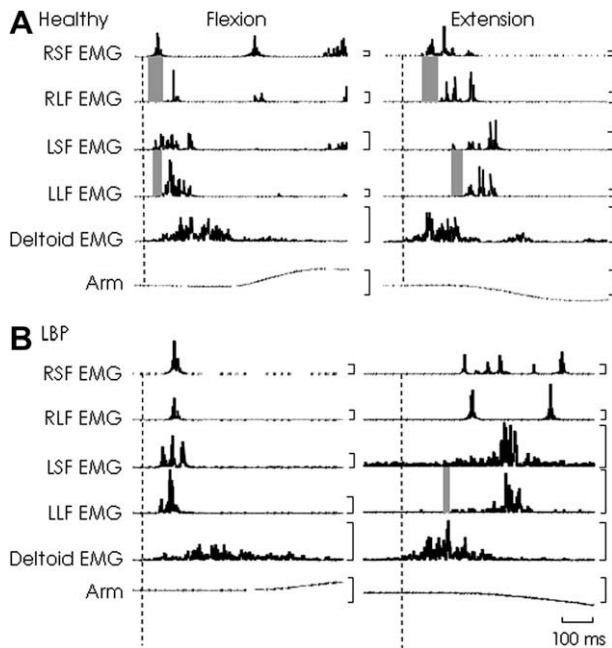 A Healthy Flexion Extension
RSF EMG
RLF EMG
LSF EMG
LLF EMG
Deltoid EMG
Arm
B LBP
RSF EMG
RLF EMG
LSF EMG
LLF EMG
Deltoid EMG
Arm
100 ms